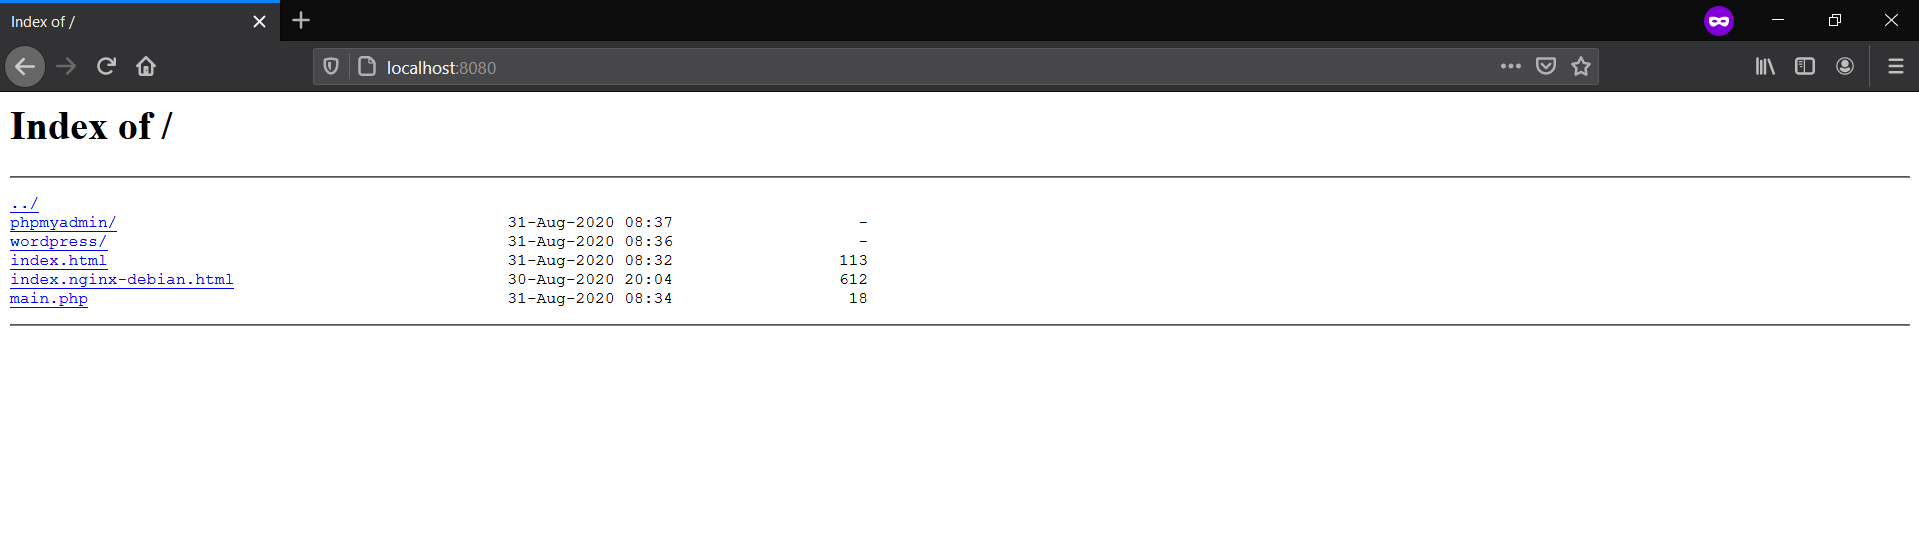 Index of /
localhost:8080
Index of /
../
phpmyadmin/ 31-Aug-2020 08:37 -
wordpress/ 31-Aug-2020 08:36 -
index.html 31-Aug-2020 08:32 113
index.nginx-debian.html 30-Aug-2020 20:04 612
main.php 31-Aug-2020 08:34 18